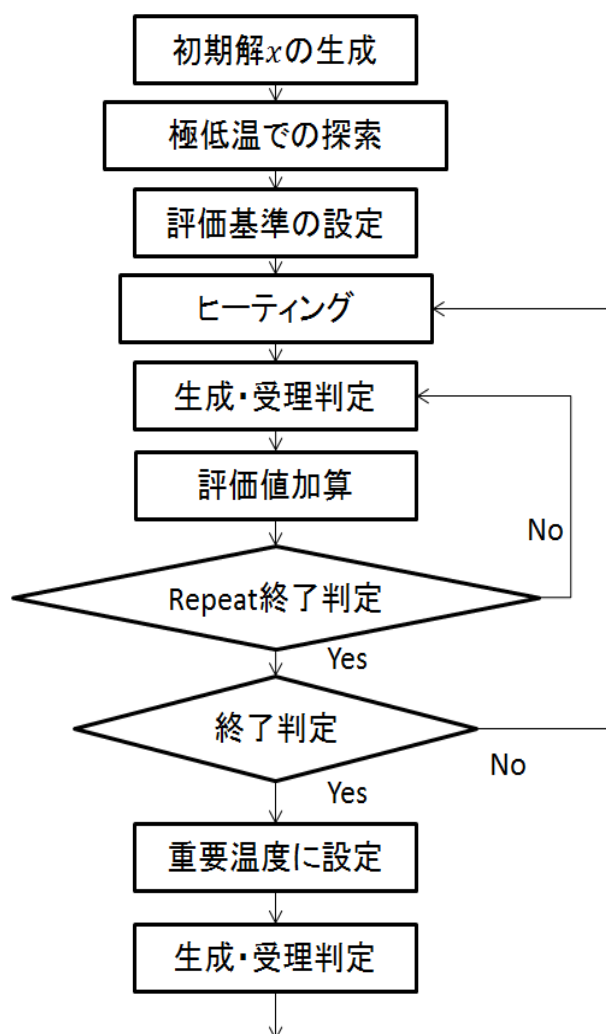 初期解xの生成
極低温での探索
評価基準の設定
ヒーティング
生成・受理判定
評価値加算
No
Repeat終了判定
Yes
終了判定
No
Yes
重要温度に設定
生成・受理判定